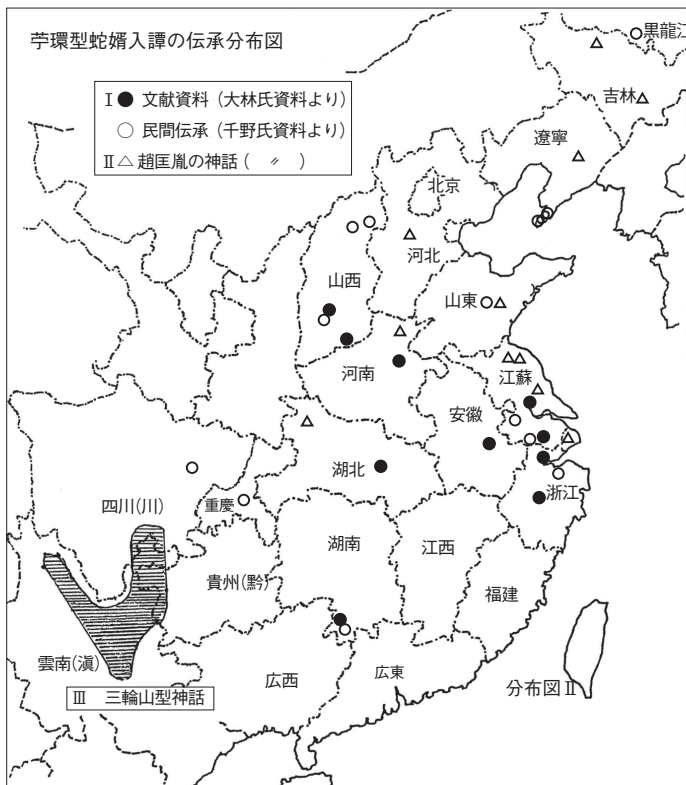 苧環型蛇婿入譚の伝承分布図
Ⅰ ● 文献資料（大林氏資料より）
○ 民間伝承（千野氏資料より）
Ⅱ △ 趙匡胤の神話（ 〃 ）
黒龍江
吉林
遼寧
北京
河北
山西
山東
河南
江蘇
安徽
湖北
四川(川)
重慶
浙江
湖南
江西
貴州(黔)
福建
雲南(滇)
広西
広東
Ⅲ 三輪山型神話
分布図Ⅱ